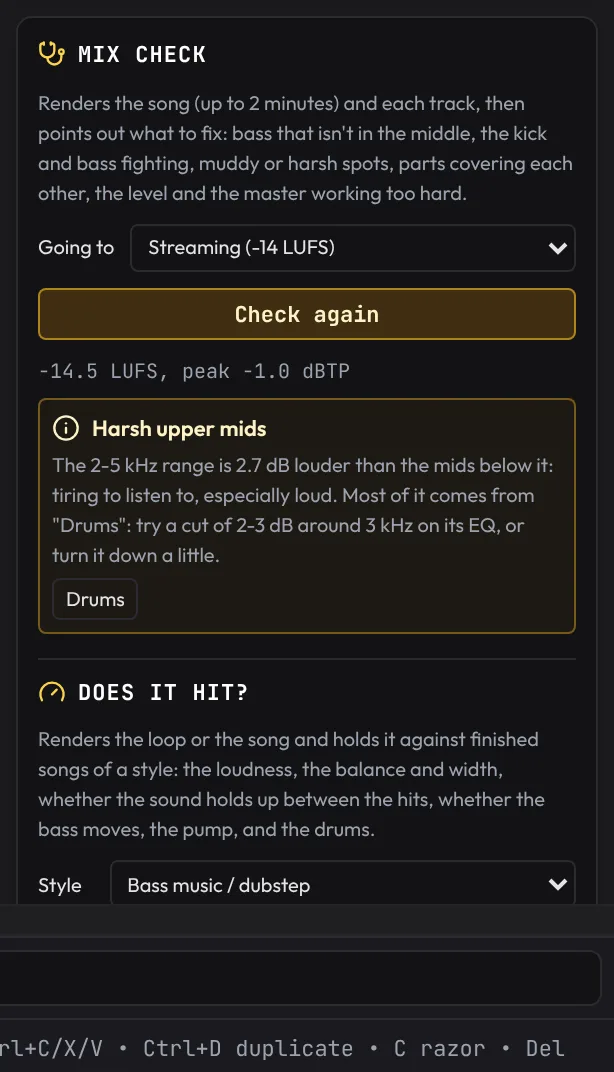 MIX CHECK
Renders the song (up to 2 minutes) and each track, then
points out what to fix: bass that isn't in the middle, the kick
and bass fighting, muddy or harsh spots, parts covering each
other, the level and the master working too hard.
Going to
Streaming (-14 LUFS)
Check again
-14.5 LUFS, peak -1.0 dBTP
Harsh upper mids
The 2-5 kHz range is 2.7 dB louder than the mids below it:
tiring to listen to, especially loud. Most of it comes from
"Drums": try a cut of 2-3 dB around 3 kHz on its EQ, or
turn it down a little.
Drums
DOES IT HIT?
Renders the loop or the song and holds it against finished
songs of a style: the loudness, the balance and width,
whether the sound holds up between the hits, whether the
bass moves, the pump, and the drums.
Style
Bass music / dubstep
rl+C/X/V • Ctrl+D duplicate • C razor • Del